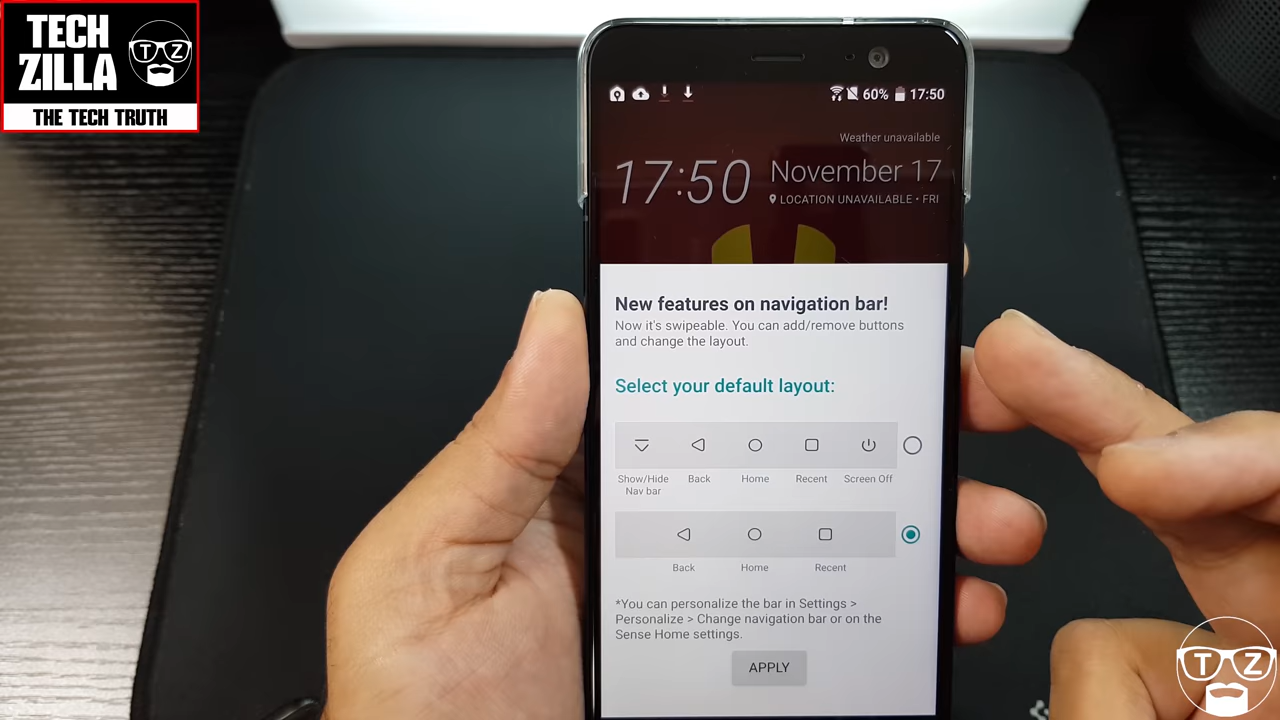 TECH
ZILLA
TZ
THE TECH TRUTH
60% 17:50
Weather unavailable
17:50
November 17
LOCATION UNAVAILABLE • FRI
New features on navigation bar!
Now it's swipeable. You can add/remove buttons
and change the layout.
Select your default layout:
Show/Hide
Nav bar
Back
Home
Recent
Screen Off
Back
Home
Recent
*You can personalize the bar in Settings >
Personalize > Change navigation bar or on the
Sense Home settings.
APPLY
TZ